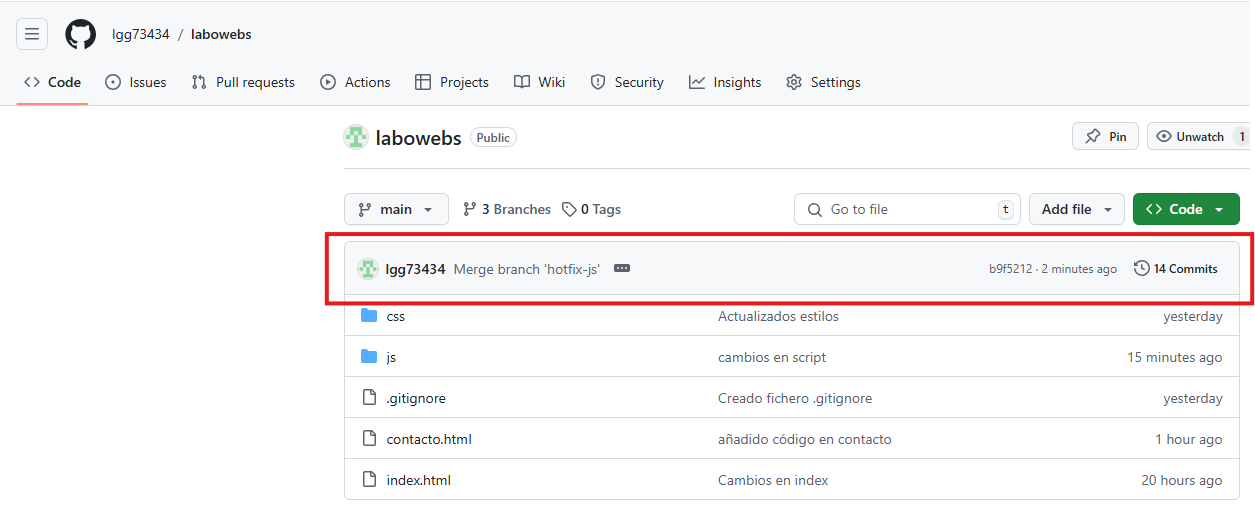 lgg73434 / labowebs
Code Issues Pull requests Actions Projects Wiki Security Insights Settings
labowebs Public Pin Unwatch 1
main 3 Branches 0 Tags Go to file t Add file Code
lgg73434 Merge branch 'hotfix-js' b9f5212 · 2 minutes ago 14 Commits
css Actualizados estilos yesterday
js cambios en script 15 minutes ago
.gitignore Creado fichero .gitignore yesterday
contacto.html añadido código en contacto 1 hour ago
index.html Cambios en index 20 hours ago